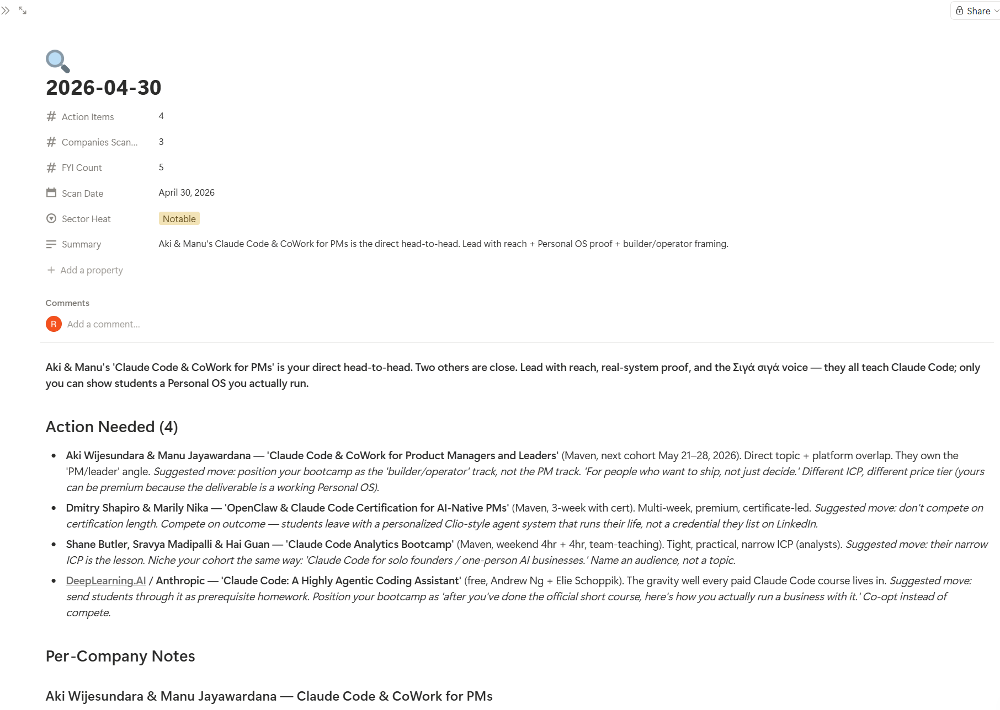 Share
2026-04-30
Action Items 4
Companies Scan... 3
FYI Count 5
Scan Date April 30, 2026
Sector Heat Notable
Summary Aki & Manu's Claude Code & CoWork for PMs is the direct head-to-head. Lead with reach + Personal OS proof + builder/operator framing.
Add a property
Comments
R Add a comment...
Aki & Manu's 'Claude Code & CoWork for PMs' is your direct head-to-head. Two others are close. Lead with reach, real-system proof, and the Σιγά σιγά voice — they all teach Claude Code; only
you can show students a Personal OS you actually run.
Action Needed (4)
• Aki Wijesundara & Manu Jayawardana — 'Claude Code & CoWork for Product Managers and Leaders' (Maven, next cohort May 21–28, 2026). Direct topic + platform overlap. They own the
'PM/leader' angle. Suggested move: position your bootcamp as the 'builder/operator' track, not the PM track. 'For people who want to ship, not just decide.' Different ICP, different price tier (yours
can be premium because the deliverable is a working Personal OS).
• Dmitry Shapiro & Marily Nika — 'OpenClaw & Claude Code Certification for AI-Native PMs' (Maven, 3-week with cert). Multi-week, premium, certificate-led. Suggested move: don't compete on
certification length. Compete on outcome — students leave with a personalized Clio-style agent system that runs their life, not a credential they list on LinkedIn.
• Shane Butler, Sravya Madipalli & Hai Guan — 'Claude Code Analytics Bootcamp' (Maven, weekend 4hr + 4hr, team-teaching). Tight, practical, narrow ICP (analysts). Suggested move: their narrow
ICP is the lesson. Niche your cohort the same way: 'Claude Code for solo founders / one-person AI businesses.' Name an audience, not a topic.
• DeepLearning.AI / Anthropic — 'Claude Code: A Highly Agentic Coding Assistant' (free, Andrew Ng + Elie Schoppik). The gravity well every paid Claude Code course lives in. Suggested move:
send students through it as prerequisite homework. Position your bootcamp as 'after you've done the official short course, here's how you actually run a business with it.' Co-opt instead of
compete.
Per-Company Notes
Aki Wijesundara & Manu Jayawardana — Claude Code & CoWork for PMs